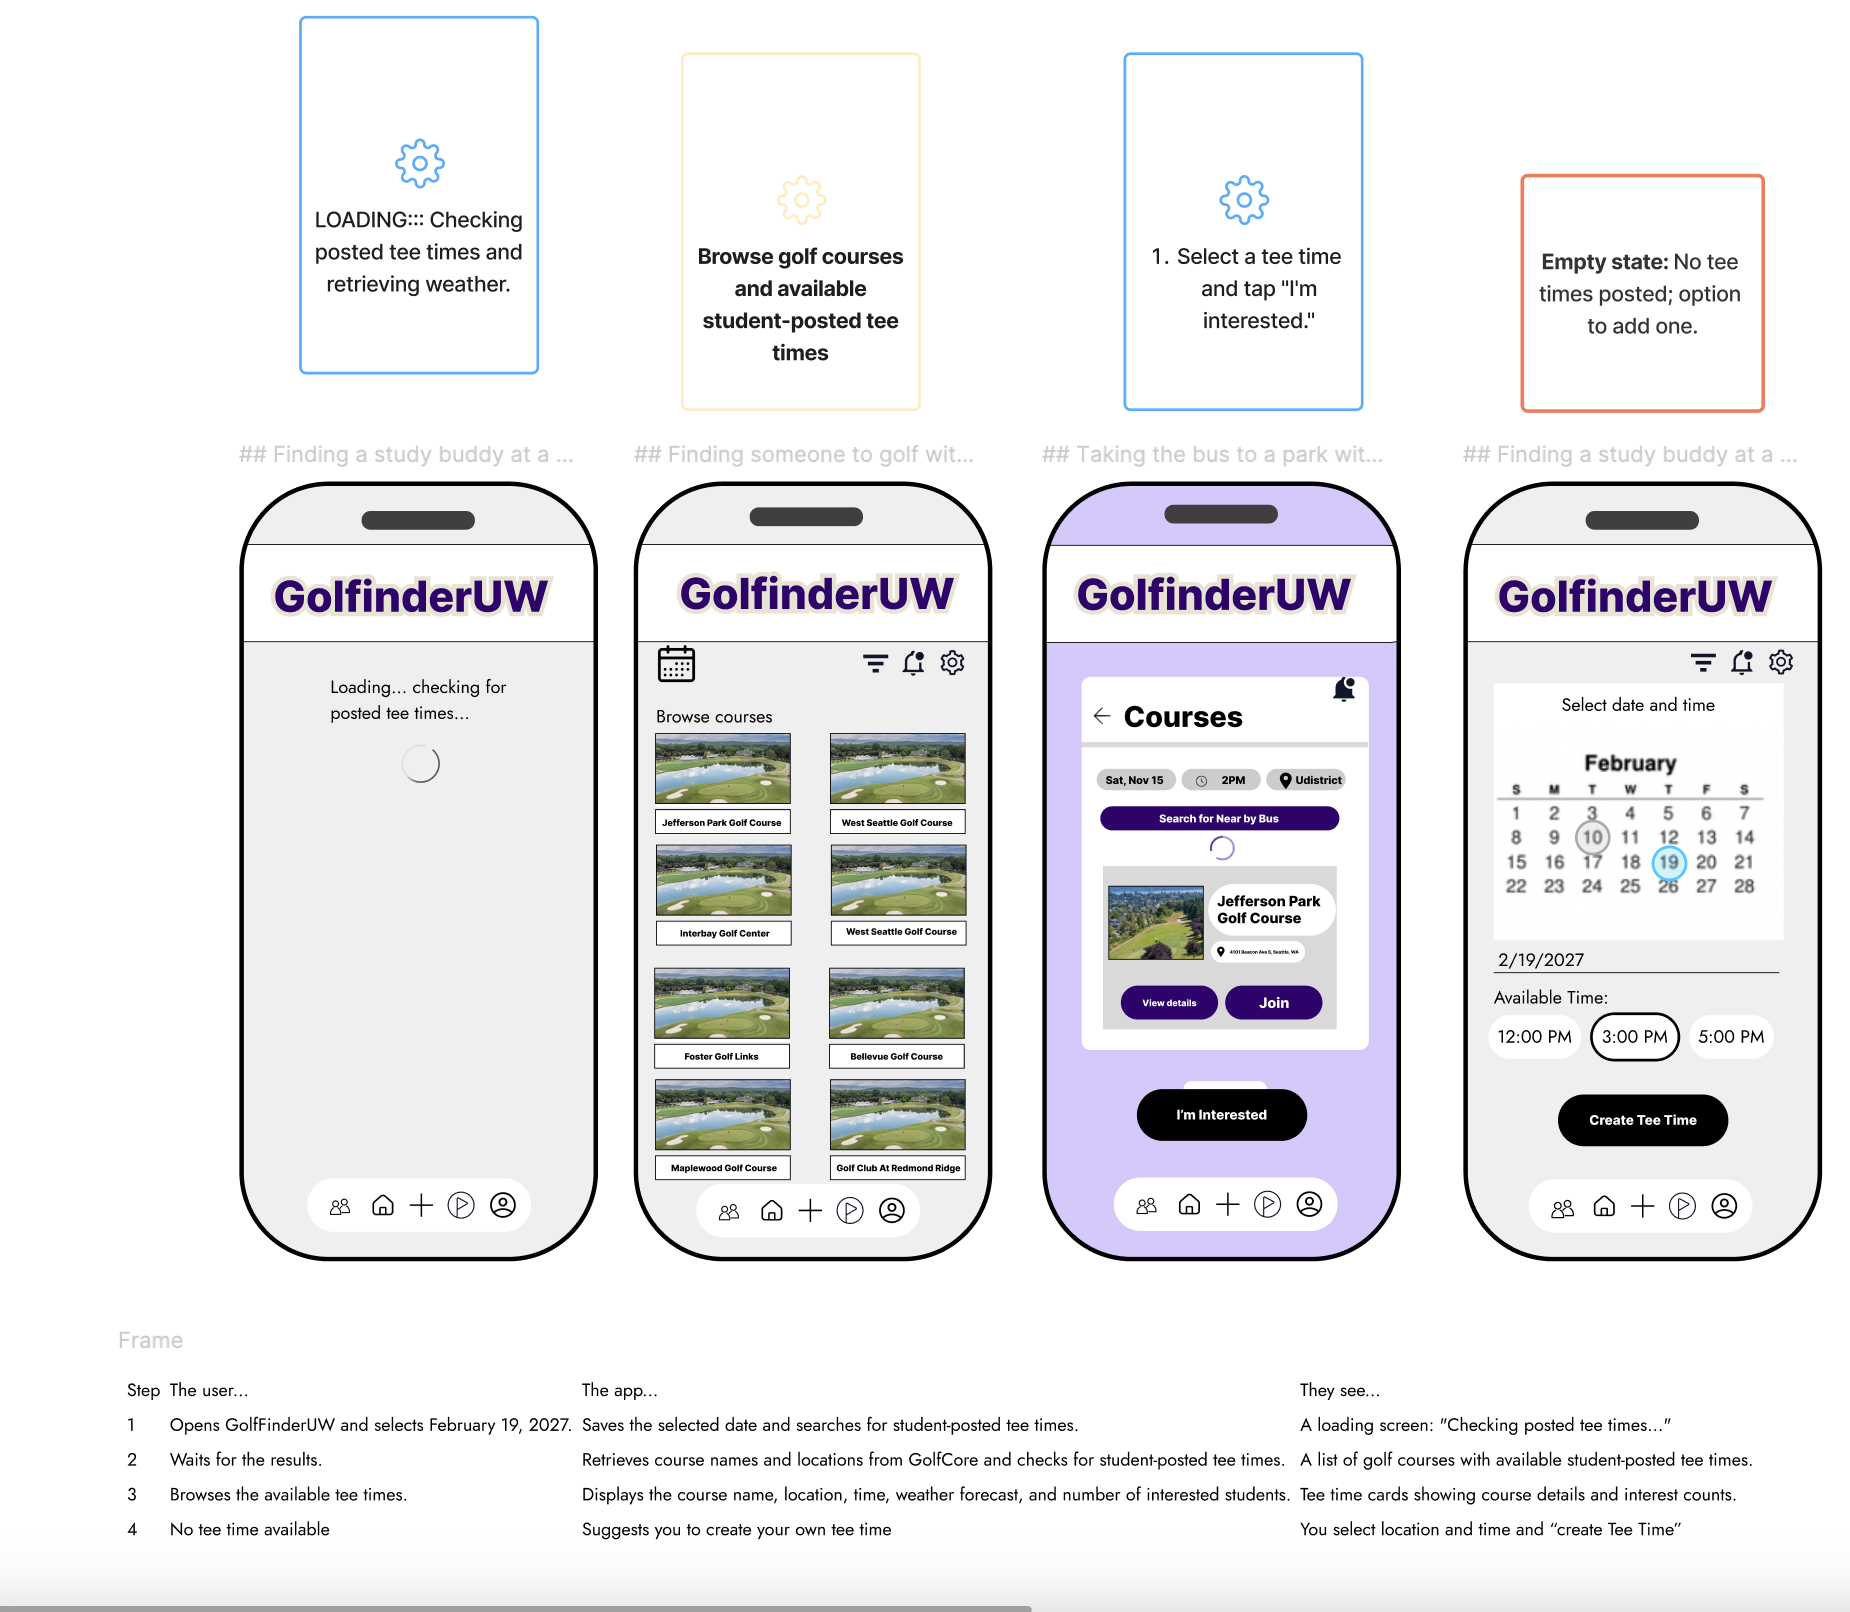 LOADING::: Checking
posted tee times and
retrieving weather.
Browse golf courses
and available
student-posted tee
times
1. Select a tee time
and tap "I'm
interested."
Empty state: No tee
times posted; option
to add one.
## Finding a study buddy at a ...
## Finding someone to golf wit...
## Taking the bus to a park wit...
## Finding a study buddy at a ...
GolfinderUW
Loading... checking for
posted tee times...
GolfinderUW
Browse courses
Jefferson Park Golf Course
West Seattle Golf Course
Interbay Golf Center
West Seattle Golf Course
Foster Golf Links
Bellevue Golf Course
Maplewood Golf Course
Golf Club At Redmond Ridge
GolfinderUW
Courses
Sat, Nov 15 2PM Udistrict
Search for Near by Bus
Jefferson Park
Golf Course
4101 Beacon Ave S, Seattle, WA
View details Join
I'm Interested
GolfinderUW
Select date and time
February
S M T W T F S
1 2 3 4 5 6 7
8 9 10 11 12 13 14
15 16 17 18 19 20 21
22 23 24 25 26 27 28
2/19/2027
Available Time:
12:00 PM 3:00 PM 5:00 PM
Create Tee Time
Frame
Step The user... The app... They see...
1 Opens GolfFinderUW and selects February 19, 2027. Saves the selected date and searches for student-posted tee times. A loading screen: "Checking posted tee times..."
2 Waits for the results. Retrieves course names and locations from GolfCore and checks for student-posted tee times. A list of golf courses with available student-posted tee times.
3 Browses the available tee times. Displays the course name, location, time, weather forecast, and number of interested students. Tee time cards showing course details and interest counts.
4 No tee time available Suggests you to create your own tee time You select location and time and “create Tee Time”